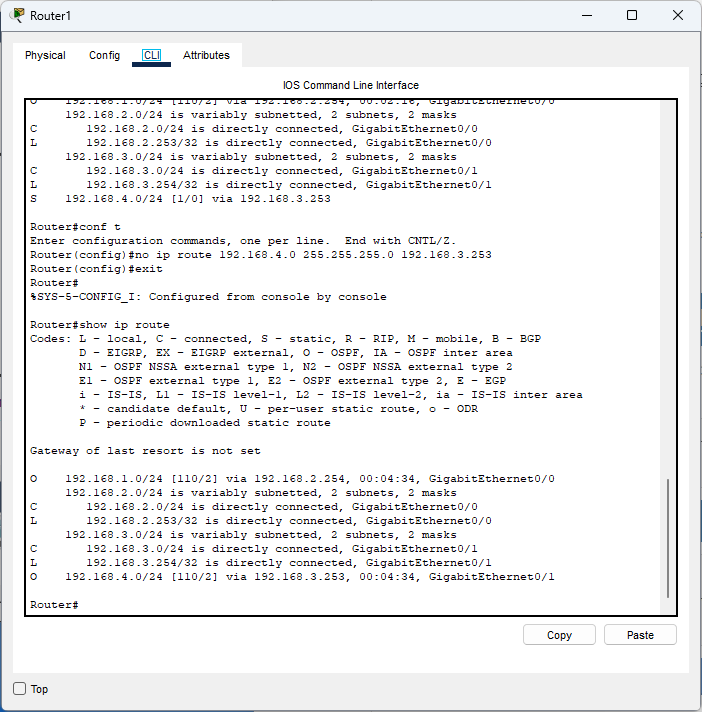 Router1
Physical Config CLI Attributes
IOS Command Line Interface
O 192.168.1.0/24 [110/2] via 192.168.2.254, 00:02:16, GigabitEthernet0/0
192.168.2.0/24 is variably subnetted, 2 subnets, 2 masks
C 192.168.2.0/24 is directly connected, GigabitEthernet0/0
L 192.168.2.253/32 is directly connected, GigabitEthernet0/0
192.168.3.0/24 is variably subnetted, 2 subnets, 2 masks
C 192.168.3.0/24 is directly connected, GigabitEthernet0/1
L 192.168.3.254/32 is directly connected, GigabitEthernet0/1
S 192.168.4.0/24 [1/0] via 192.168.3.253
Router#conf t
Enter configuration commands, one per line. End with CNTL/Z.
Router(config)#no ip route 192.168.4.0 255.255.255.0 192.168.3.253
Router(config)#exit
Router#
%SYS-5-CONFIG_I: Configured from console by console
Router#show ip route
Codes: L - local, C - connected, S - static, R - RIP, M - mobile, B - BGP
D - EIGRP, EX - EIGRP external, O - OSPF, IA - OSPF inter area
N1 - OSPF NSSA external type 1, N2 - OSPF NSSA external type 2
E1 - OSPF external type 1, E2 - OSPF external type 2, E - EGP
i - IS-IS, L1 - IS-IS level-1, L2 - IS-IS level-2, ia - IS-IS inter area
* - candidate default, U - per-user static route, o - ODR
P - periodic downloaded static route
Gateway of last resort is not set
O 192.168.1.0/24 [110/2] via 192.168.2.254, 00:04:34, GigabitEthernet0/0
192.168.2.0/24 is variably subnetted, 2 subnets, 2 masks
C 192.168.2.0/24 is directly connected, GigabitEthernet0/0
L 192.168.2.253/32 is directly connected, GigabitEthernet0/0
192.168.3.0/24 is variably subnetted, 2 subnets, 2 masks
C 192.168.3.0/24 is directly connected, GigabitEthernet0/1
L 192.168.3.254/32 is directly connected, GigabitEthernet0/1
O 192.168.4.0/24 [110/2] via 192.168.3.253, 00:04:34, GigabitEthernet0/1
Router#
Copy Paste
Top